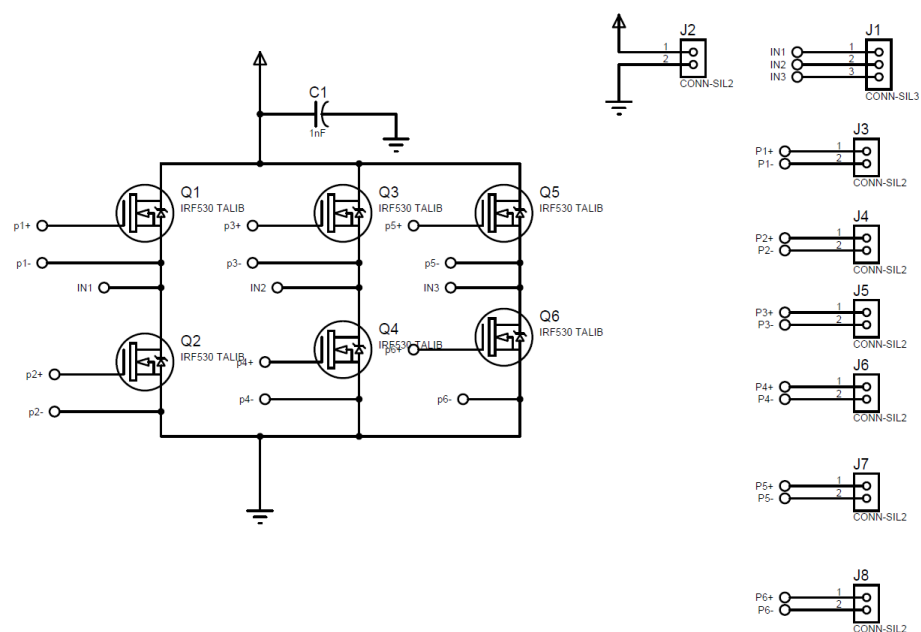 C1
1nF
Q1
IRF530 TALIB
p1+
p1-
IN1
Q2
IRF530 TALIB
p2+
p2-
Q3
IRF530 TALIB
p3+
p3-
IN2
Q4
IRF530 TALIB
p4+
p4-
Q5
IRF530 TALIB
p5+
p5-
IN3
Q6
IRF530 TALIB
p6+
p6-
J2
1
2
CONN-SIL2
J1
IN1 1
IN2 2
IN3 3
CONN-SIL3
J3
P1+ 1
P1- 2
CONN-SIL2
J4
P2+ 1
P2- 2
CONN-SIL2
J5
P3+ 1
P3- 2
CONN-SIL2
J6
P4+ 1
P4- 2
CONN-SIL2
J7
P5+ 1
P5- 2
CONN-SIL2
J8
P6+ 1
P6- 2
CONN-SIL2